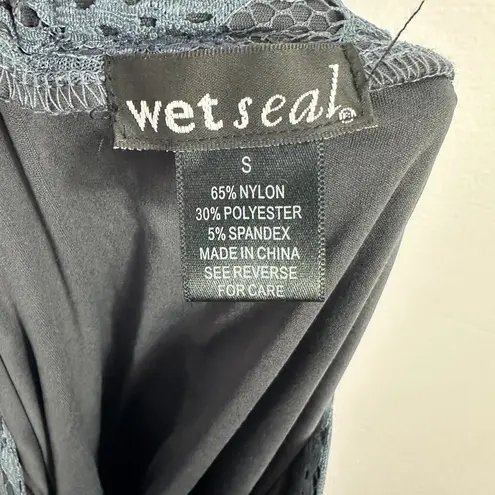 wet seal®
S
65% NYLON
30% POLYESTER
5% SPANDEX
MADE IN CHINA
SEE REVERSE
FOR CARE